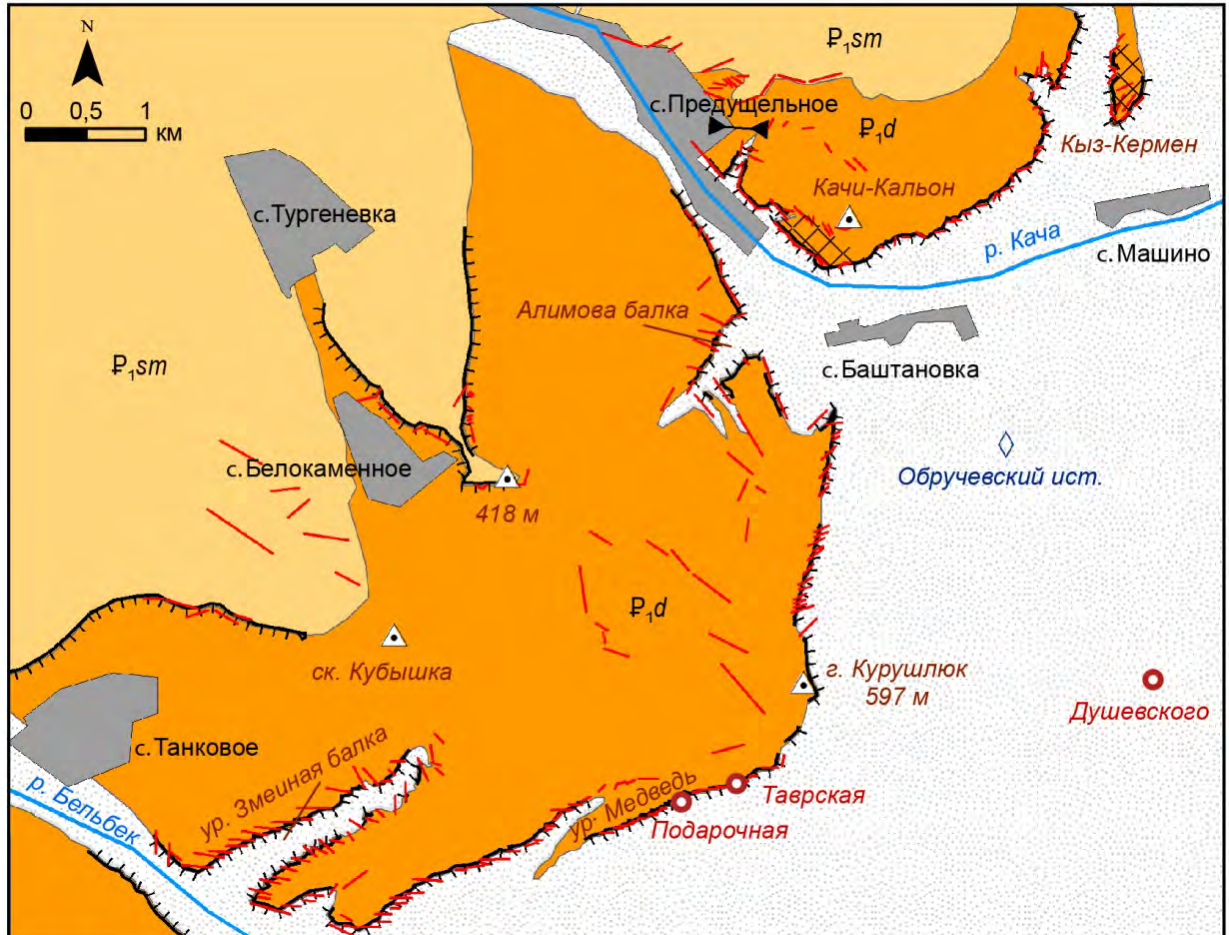 N
0 0,5 1
км
₽₁sm
с.Предущельное
₽₁d
Кыз-Кермен
Качи-Кальон
с.Тургеневка
р. Кача
с.Машино
Алимова балка
₽₁sm
с.Баштановка
с.Белокаменное
Обручевский ист.
418 м
₽₁d
ск. Кубышка
г. Курушлюк
597 м
Душевского
с.Танковое
ур. Змеиная балка
р. Бельбек
ур. Медведь
Таврская
Подарочная